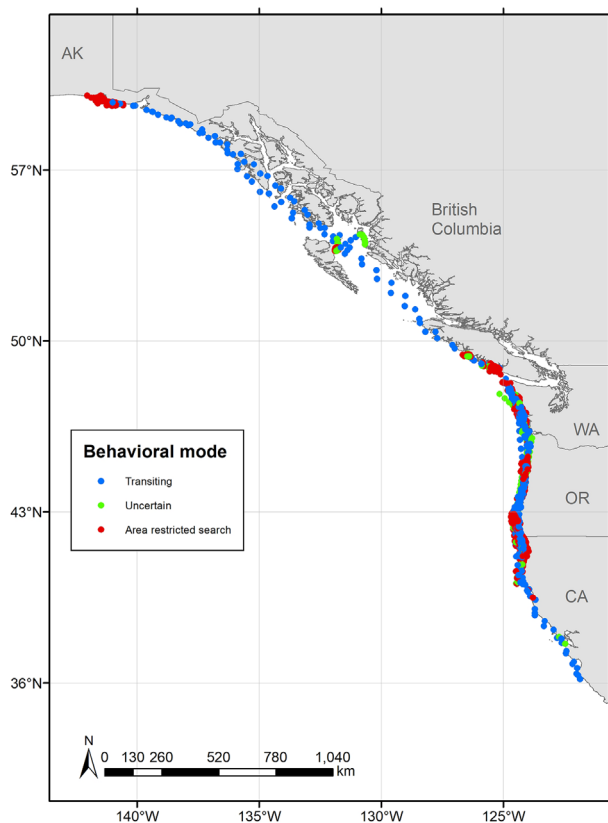 AK
57°N
British
Columbia
50°N
WA
Behavioral mode
Transiting
Uncertain
Area restricted search
OR
43°N
CA
36°N
N
0 130 260 520 780 1,040
km
140°W 135°W 130°W 125°W